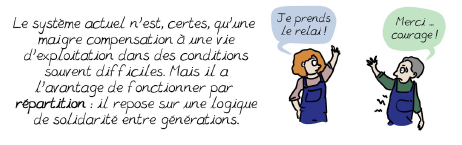 Le système actuel n'est, certes, qu'une
maigre compensation à une vie
d'exploitation dans des conditions
souvent difficiles. Mais il a
l'avantage de fonctionner par
répartition : il repose sur une logique
de solidarité entre générations.
Je prends
le relai !
Merci ...
courage !